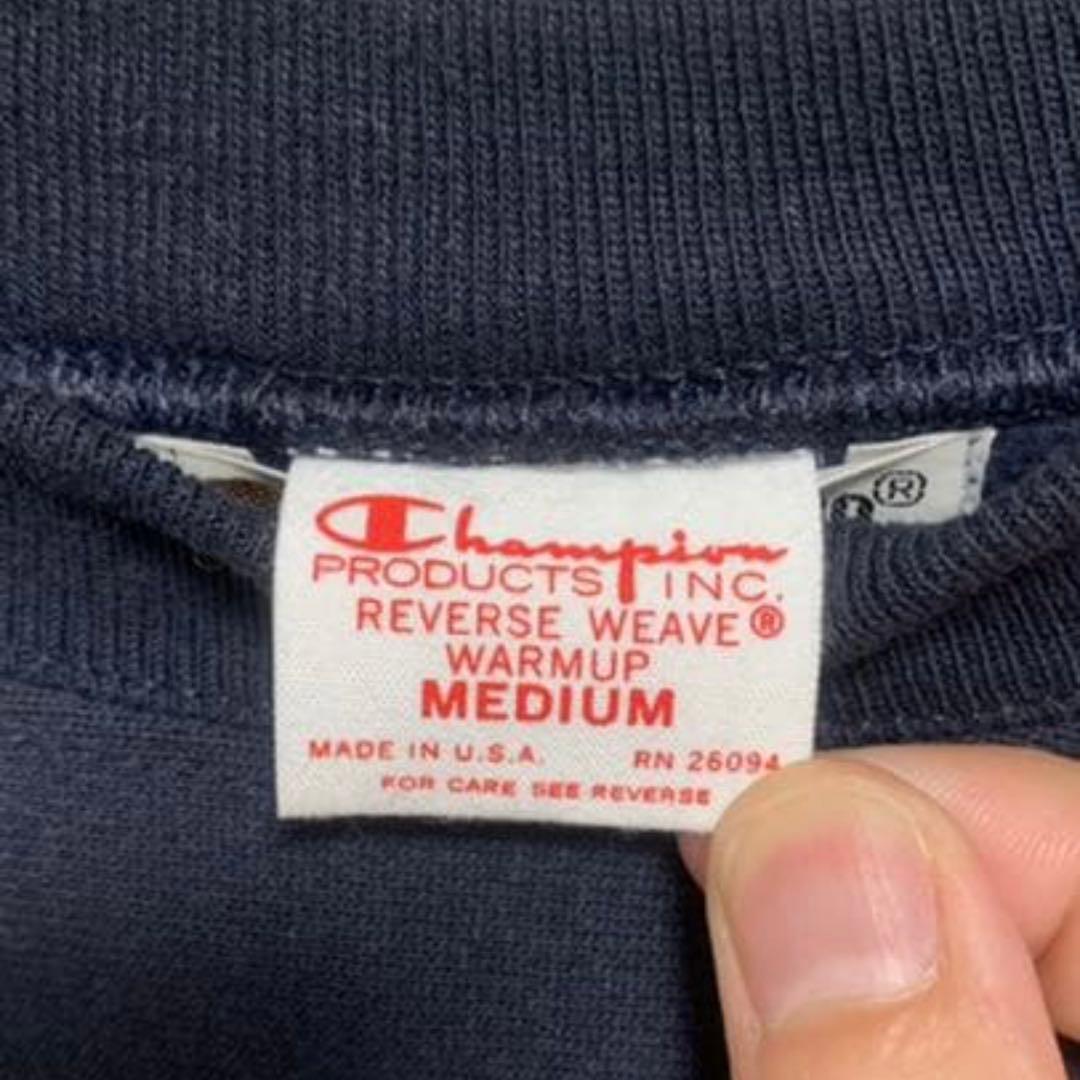 Champion
PRODUCTS INC.
REVERSE WEAVE®
WARMUP
MEDIUM
MADE IN U.S.A. RN 26094
FOR CARE SEE REVERSE
®